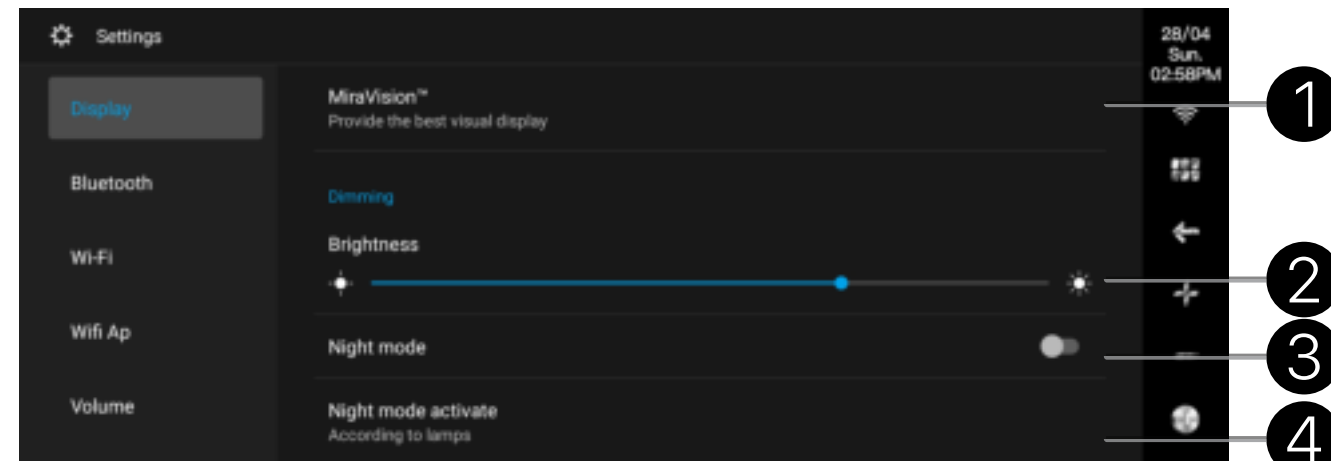 Settings
28/04
Sun.
02:58PM
Display
MiraVision™
Provide the best visual display
1
Bluetooth
Dimming
Brightness
Wi-Fi
2
Wifi Ap
Night mode
3
Volume
Night mode activate
According to lamps
4